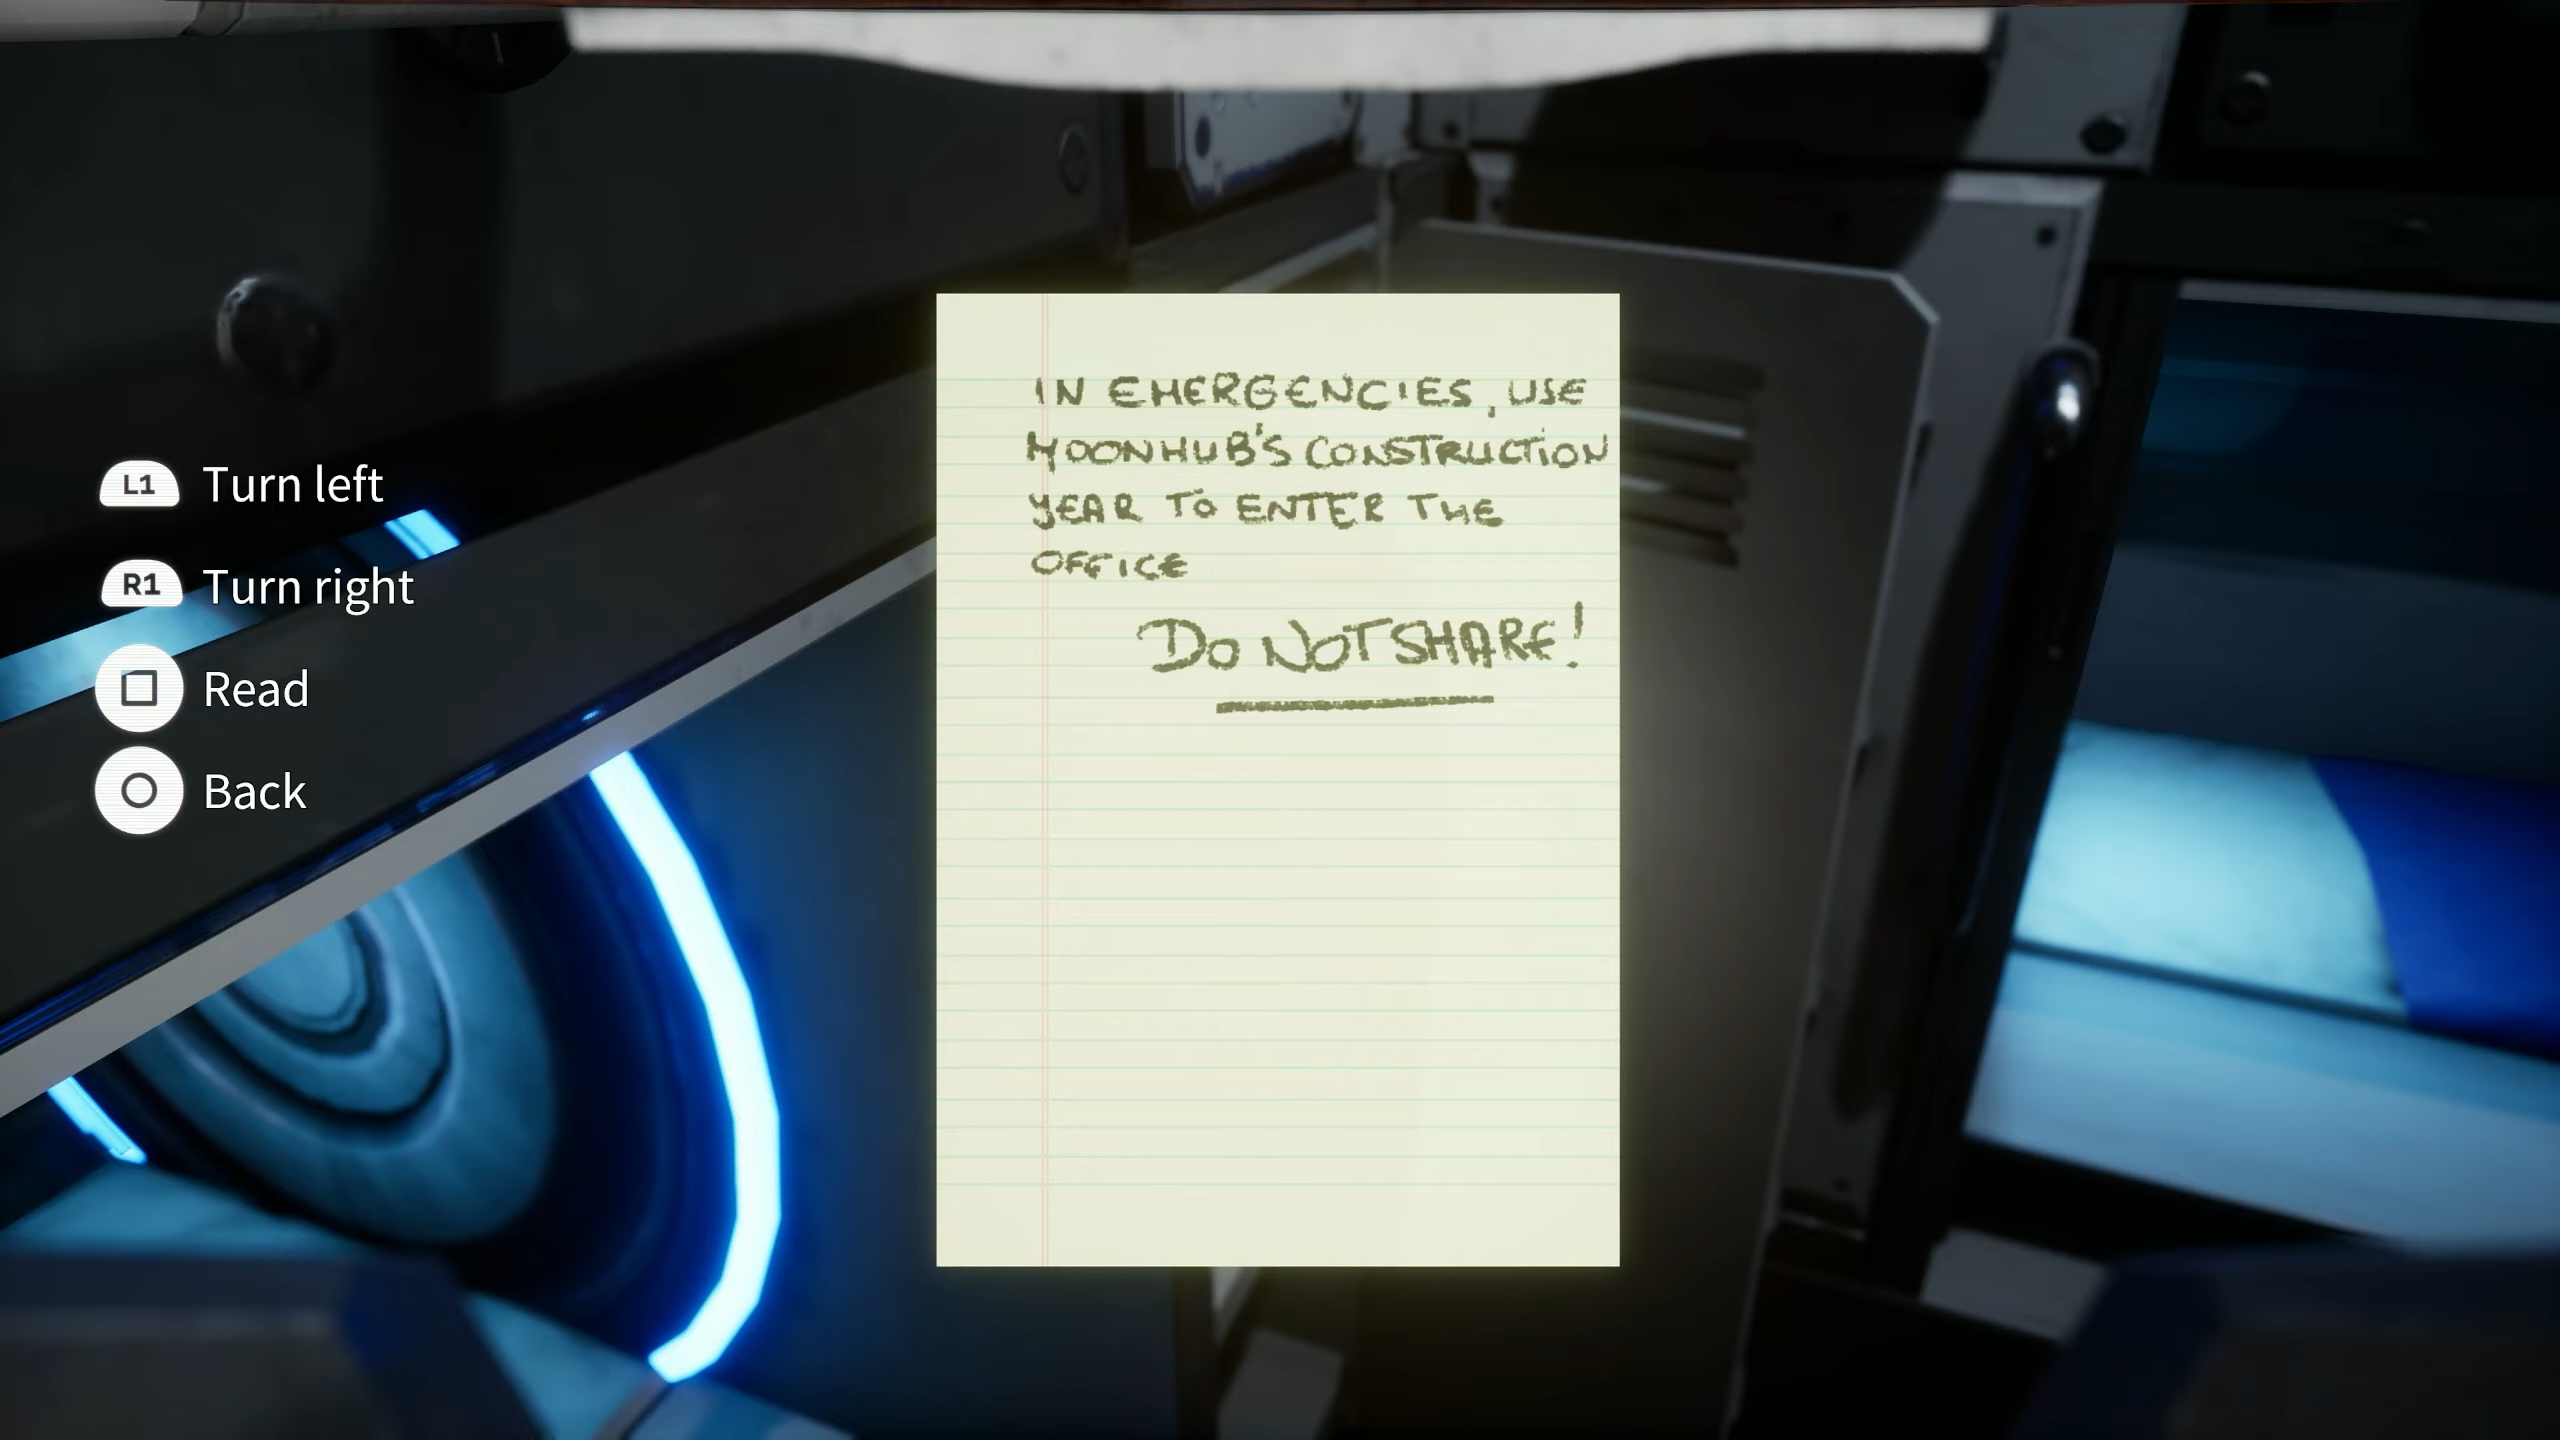 L1 Turn left
R1 Turn right
Read
Back
IN EMERGENCIES, USE
MOONHUB'S CONSTRUCTION
YEAR TO ENTER THE
OFFICE
DO NOT SHARE!